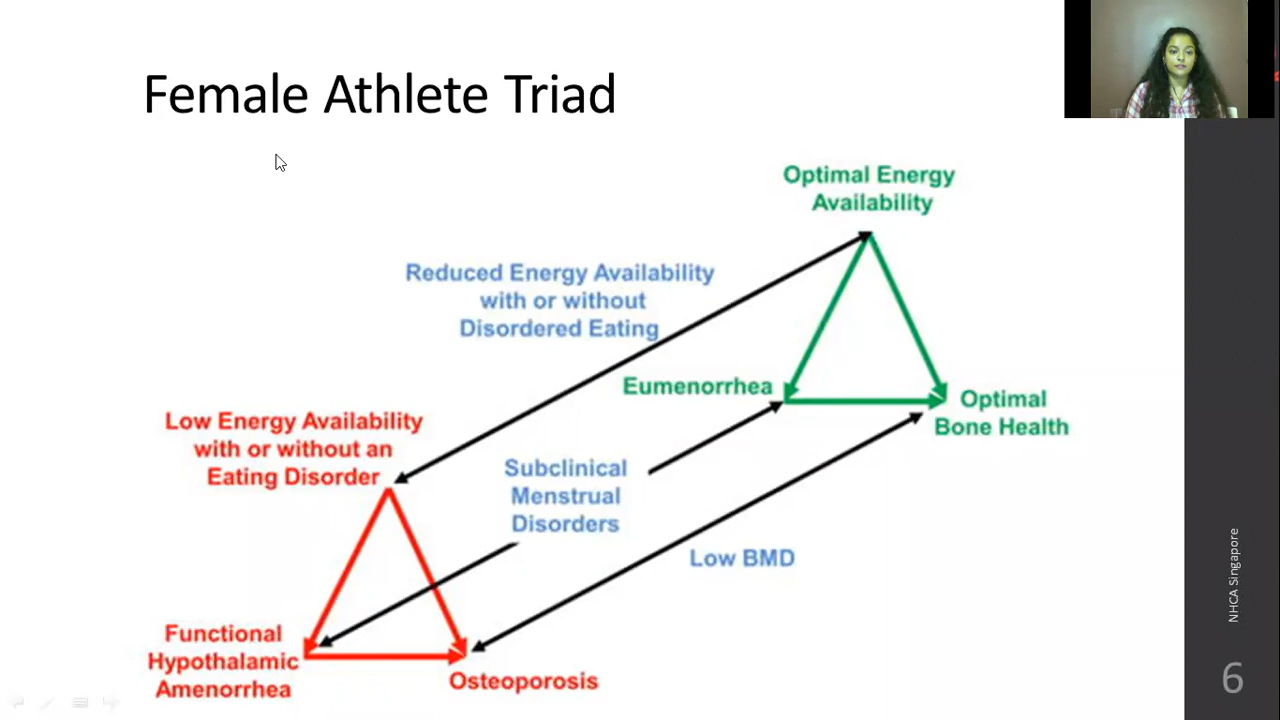 Female Athlete Triad
Optimal Energy
Availability
Reduced Energy Availability
with or without
Disordered Eating
Eumenorrhea
Optimal
Bone Health
Low Energy Availability
with or without an
Eating Disorder
Subclinical
Menstrual
Disorders
Low BMD
Functional
Hypothalamic
Amenorrhea
Osteoporosis
NHCA Singapore
6